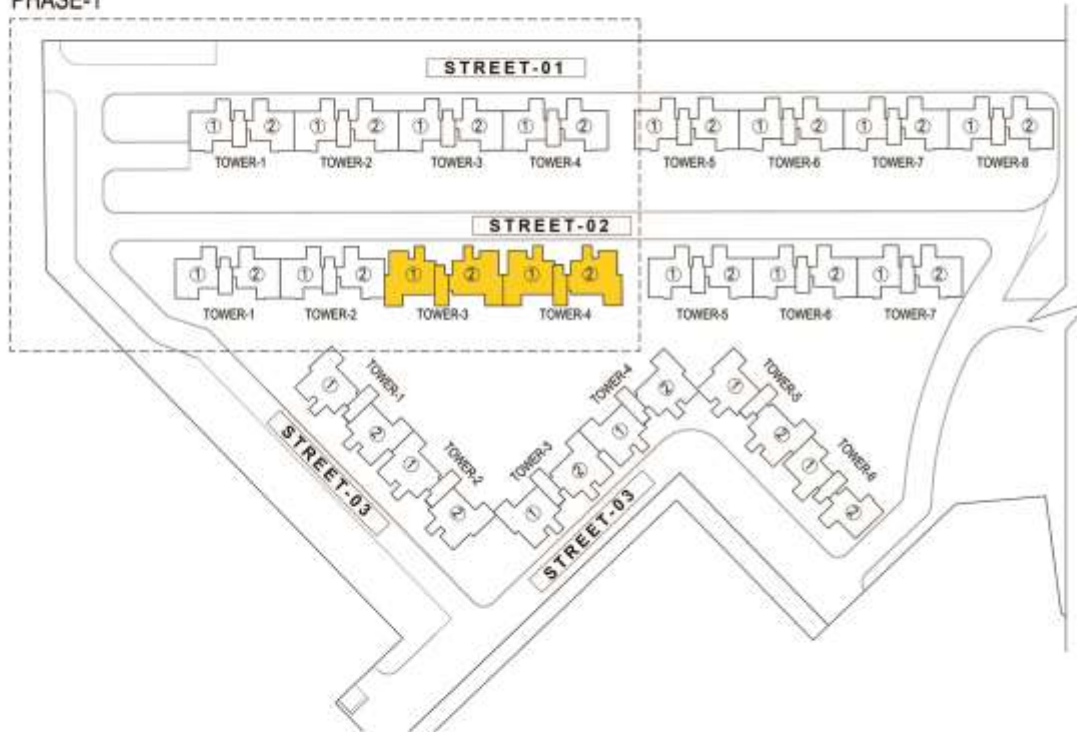 PHASE-1
STREET-01
① ② ① ② ① ② ① ② ① ② ① ② ① ② ① ②
TOWER-1 TOWER-2 TOWER-3 TOWER-4 TOWER-5 TOWER-6 TOWER-7 TOWER-8
STREET-02
① ② ① ② ① ② ① ② ① ② ① ② ① ②
TOWER-1 TOWER-2 TOWER-3 TOWER-4 TOWER-5 TOWER-6 TOWER-7
TOWER-1
① ②
TOWER-2
① ②
TOWER-3
① ②
TOWER-4
① ②
TOWER-5
① ②
TOWER-6
① ②
STREET-03
STREET-03